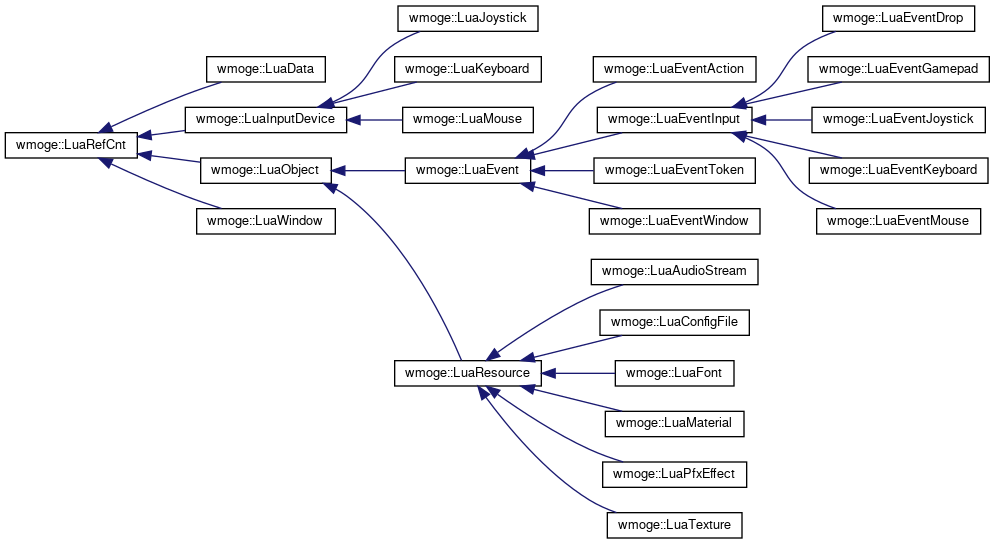 wmoge::LuaRefCnt
wmoge::LuaData
wmoge::LuaInputDevice
wmoge::LuaObject
wmoge::LuaWindow
wmoge::LuaJoystick
wmoge::LuaKeyboard
wmoge::LuaMouse
wmoge::LuaEvent
wmoge::LuaResource
wmoge::LuaEventAction
wmoge::LuaEventInput
wmoge::LuaEventToken
wmoge::LuaEventWindow
wmoge::LuaEventDrop
wmoge::LuaEventGamepad
wmoge::LuaEventJoystick
wmoge::LuaEventKeyboard
wmoge::LuaEventMouse
wmoge::LuaAudioStream
wmoge::LuaConfigFile
wmoge::LuaFont
wmoge::LuaMaterial
wmoge::LuaPfxEffect
wmoge::LuaTexture